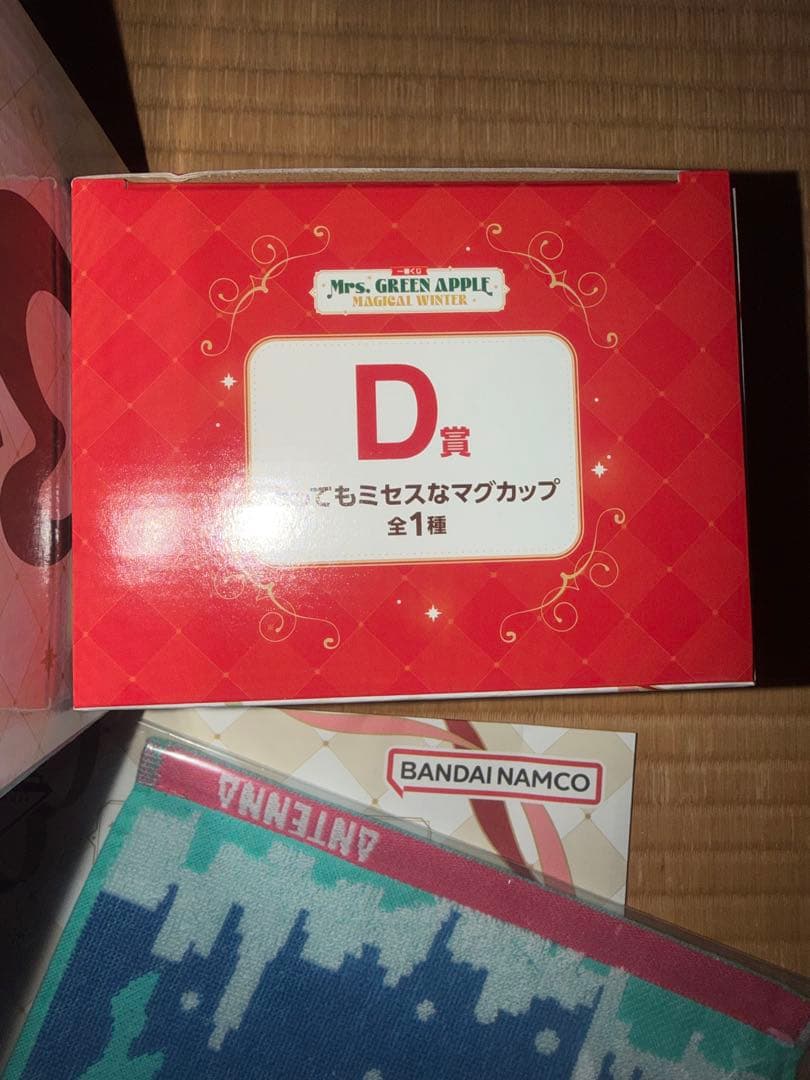 一番くじ
Mrs. GREEN APPLE
MAGICAL WINTER
D賞
でもミセスなマグカップ
全1種
BANDAI NAMCO
ANTENNA